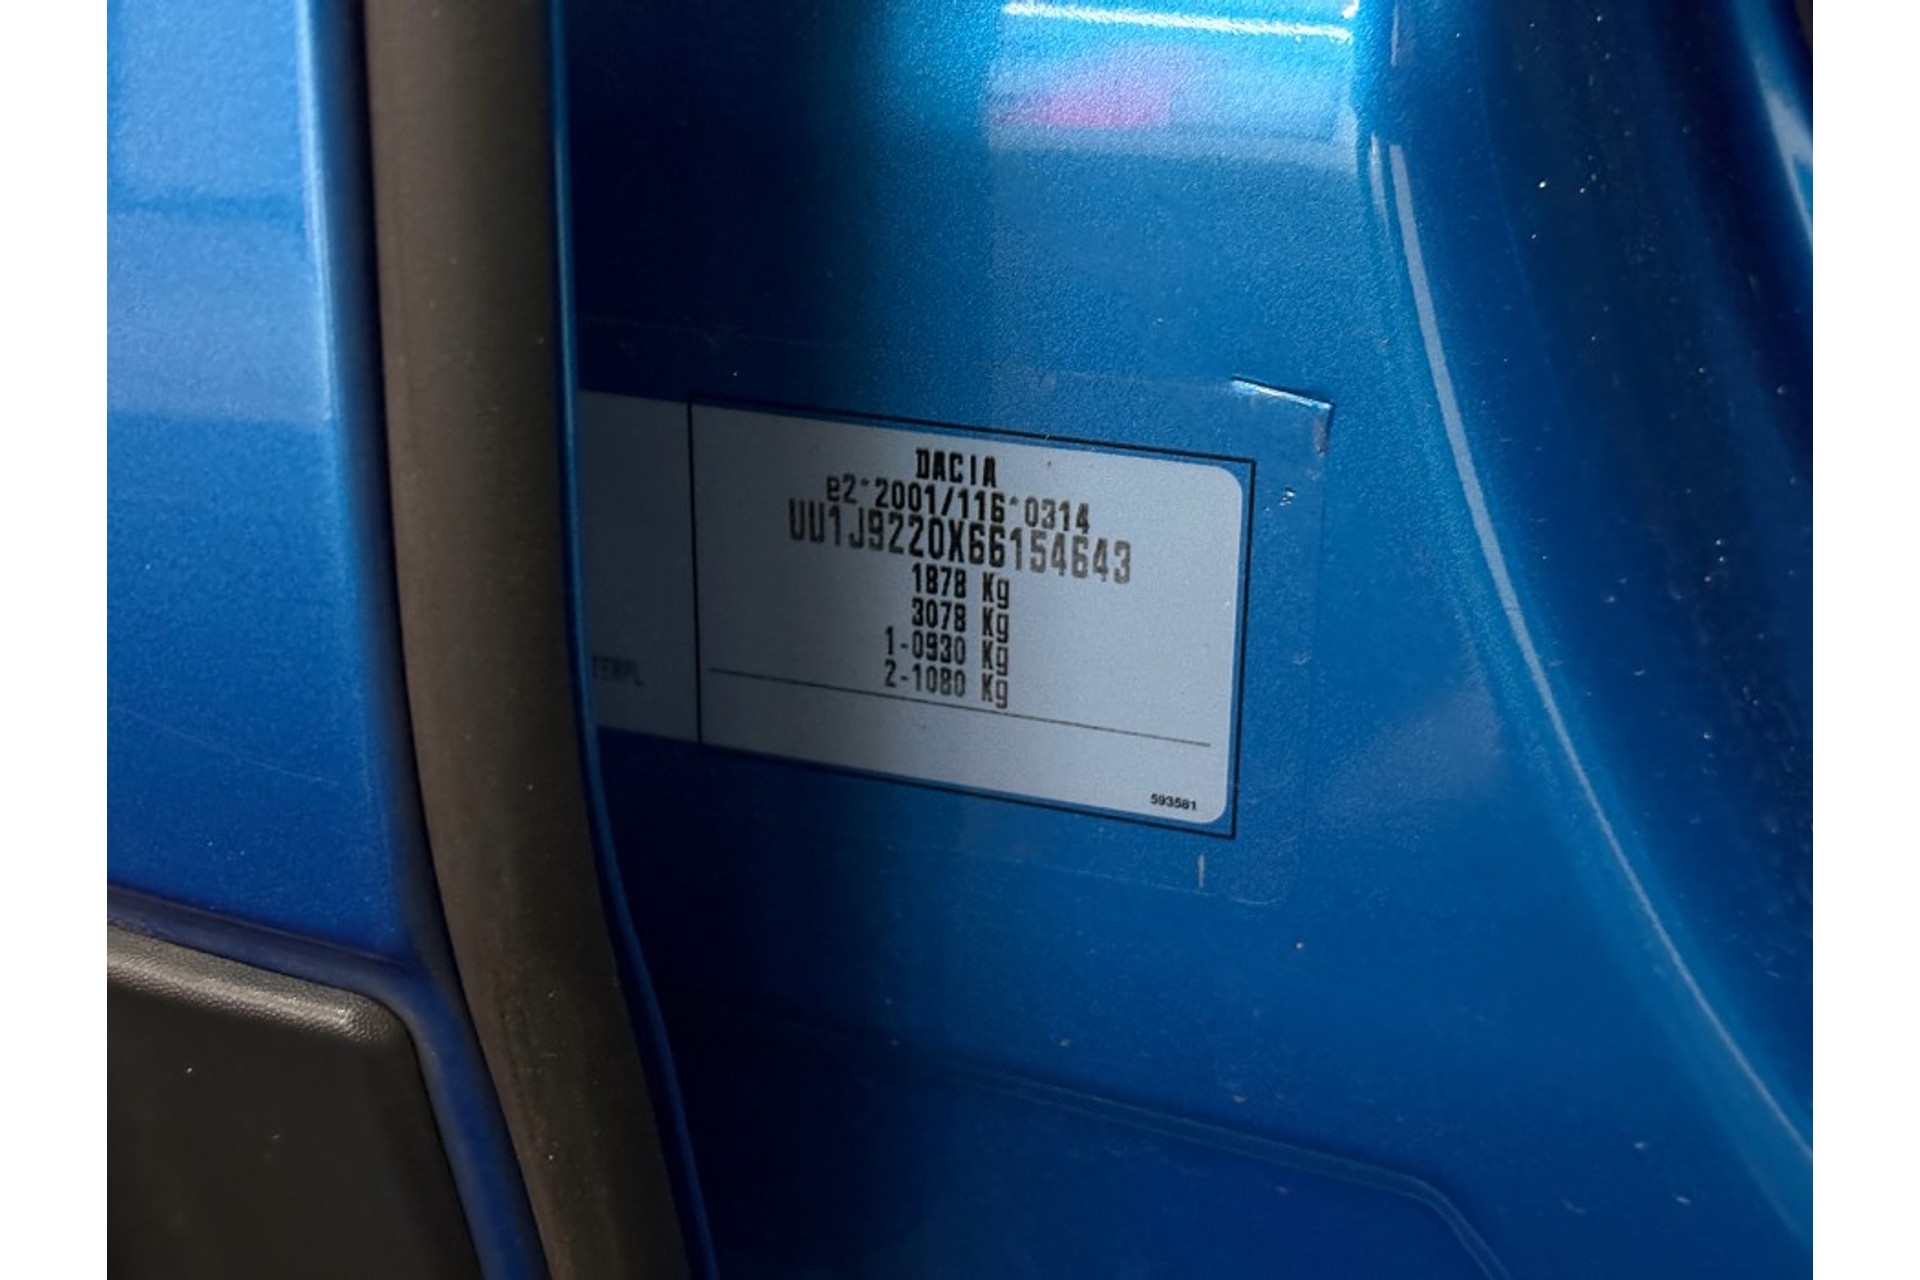 DACIA
e2*2001/116*0314
UU1J9220X66154643
1878 Kg
3078 Kg
1-0930 Kg
2-1080 Kg
593581